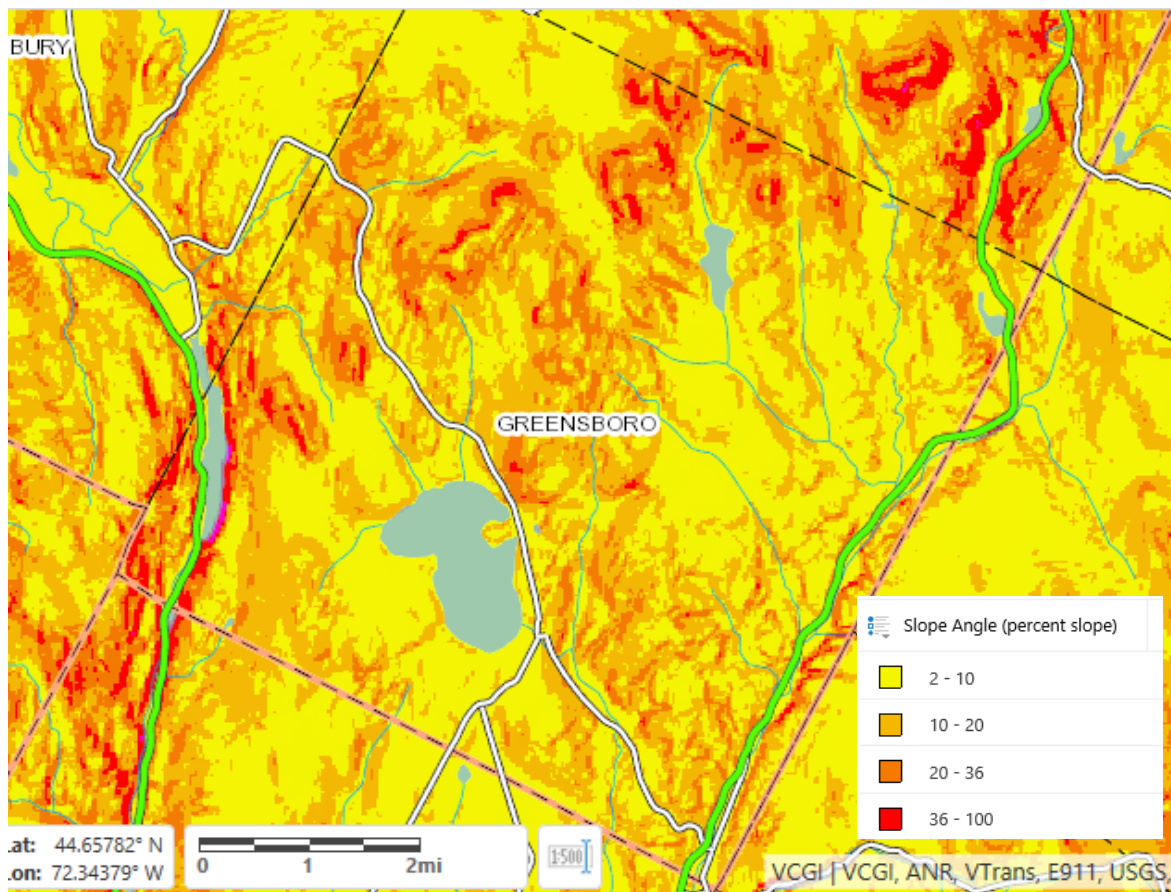 BURY
GREENSBORO
Slope Angle (percent slope)
2 - 10
10 - 20
20 - 36
36 - 100
.at: 44.65782° N
.on: 72.34379° W
0 1 2mi
1:500
VCGI | VCGI, ANR, VTrans, E911, USGS